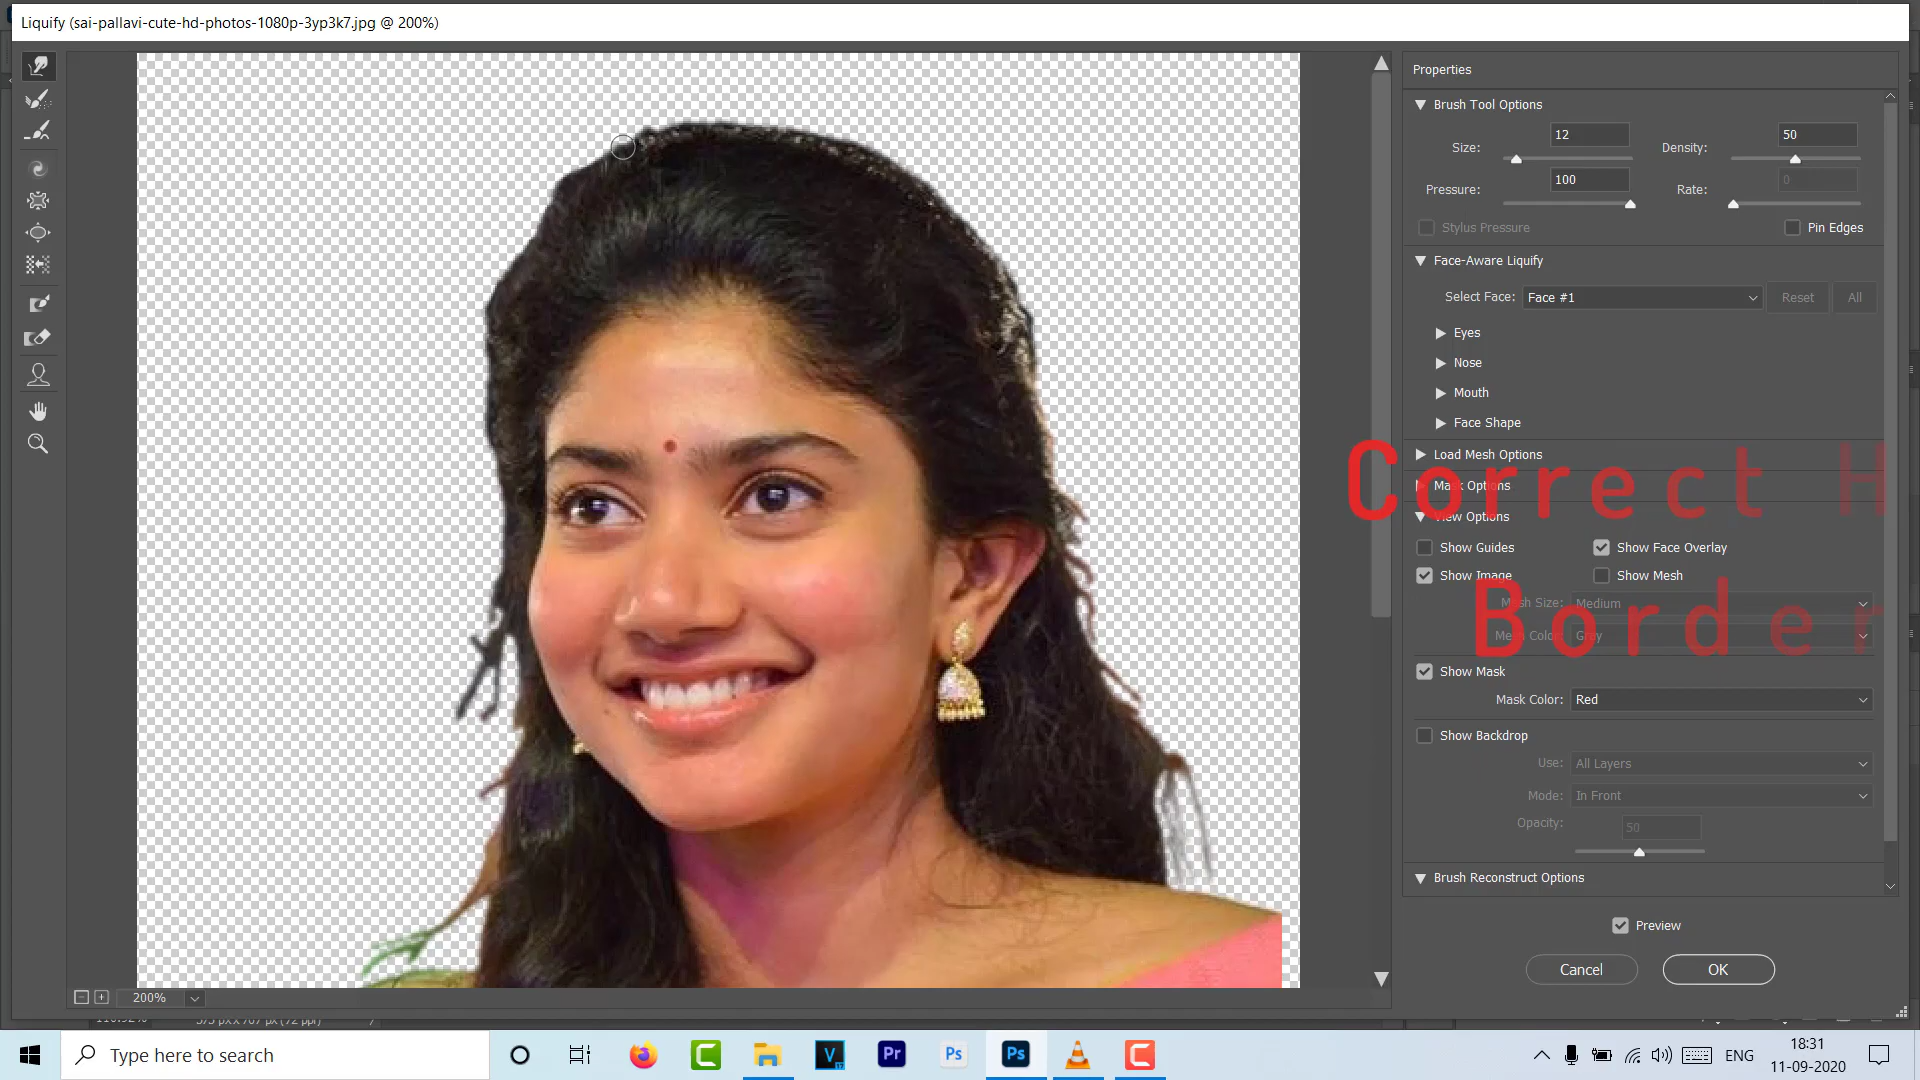 Liquify (sai-pallavi-cute-hd-photos-1080p-3yp3k7.jpg @ 200%)
Properties
Brush Tool Options
Size: 12 Density: 50
Pressure: 100 Rate: 0
Stylus Pressure Pin Edges
Face-Aware Liquify
Select Face: Face #1 Reset All
Eyes
Nose
Mouth
Face Shape
Load Mesh Options
Correct H
Mask Options
View Options
Show Guides Show Face Overlay
Show Image Show Mesh
Mesh Size: Medium
Border
Mesh Color: Gray
Show Mask
Mask Color: Red
Show Backdrop
Use: All Layers
Mode: In Front
Opacity: 50
Brush Reconstruct Options
Preview
Cancel OK
200%
Type here to search
V Pr Ps Ps
ENG
18:31
11-09-2020